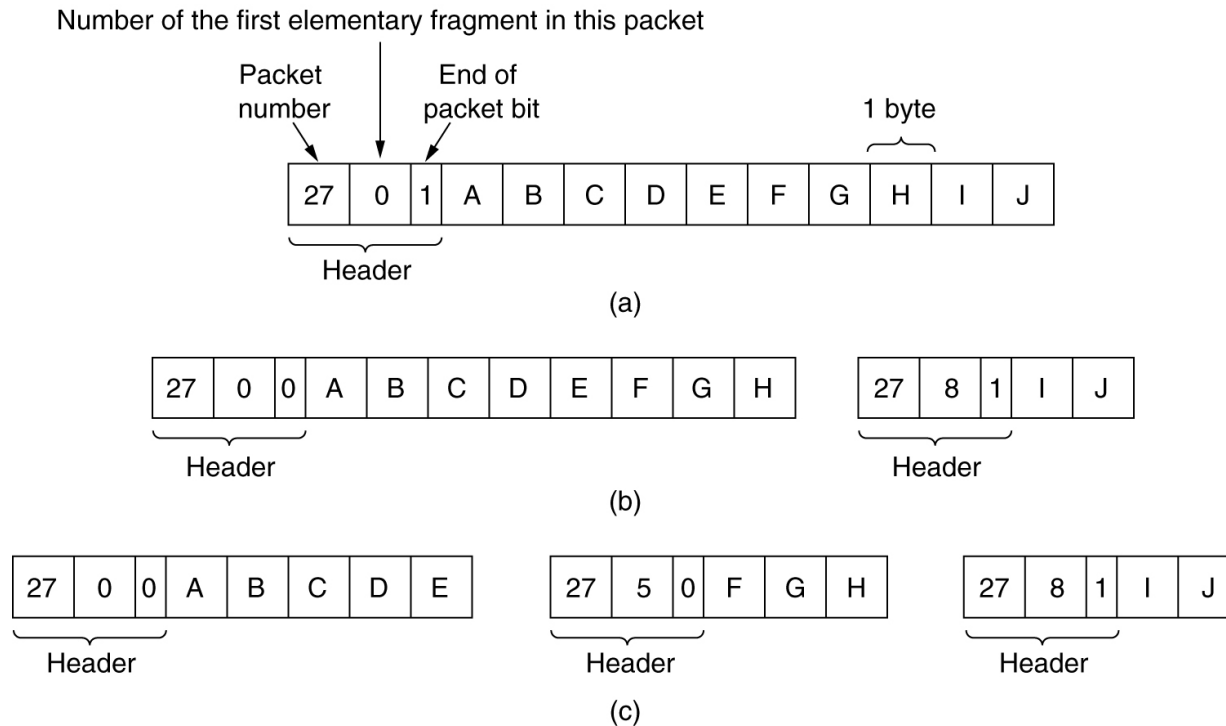 Number of the first elementary fragment in this packet
Packet
number
End of
packet bit
1 byte
27 0 1 A B C D E F G H I J
Header
(a)
27 0 0 A B C D E F G H
27 8 1 I J
Header
Header
(b)
27 0 0 A B C D E
27 5 0 F G H
27 8 1 I J
Header
Header
Header
(c)